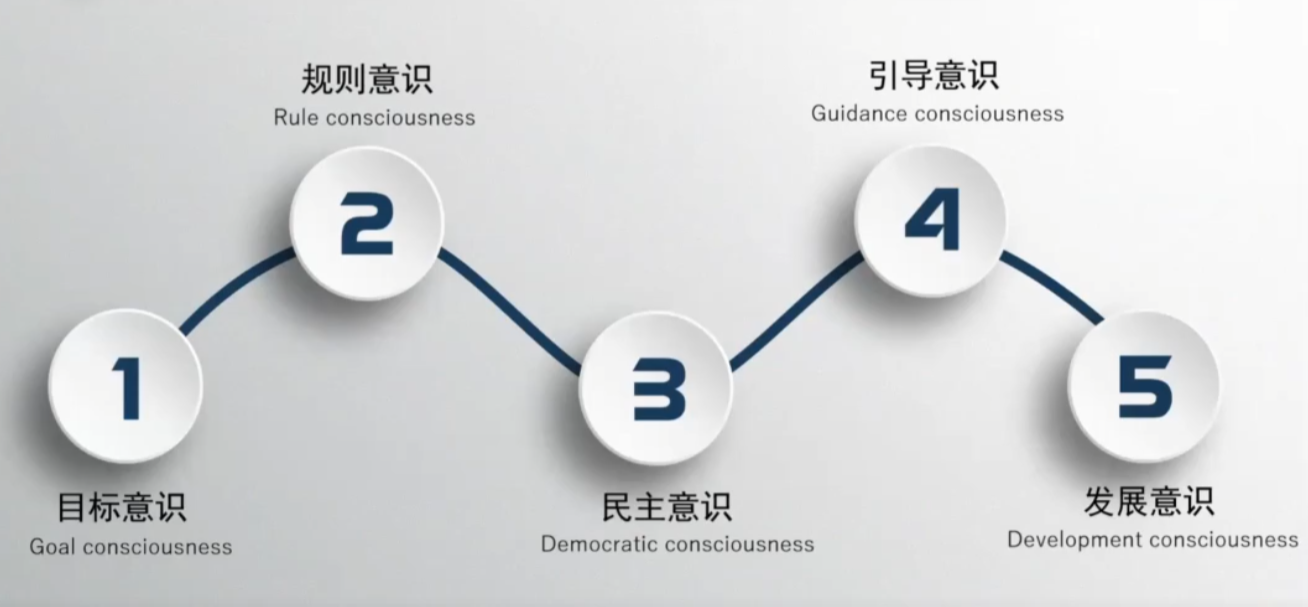 1
目标意识
Goal consciousness
规则意识
Rule consciousness
2
3
民主意识
Democratic consciousness
引导意识
Guidance consciousness
4
5
发展意识
Development consciousness